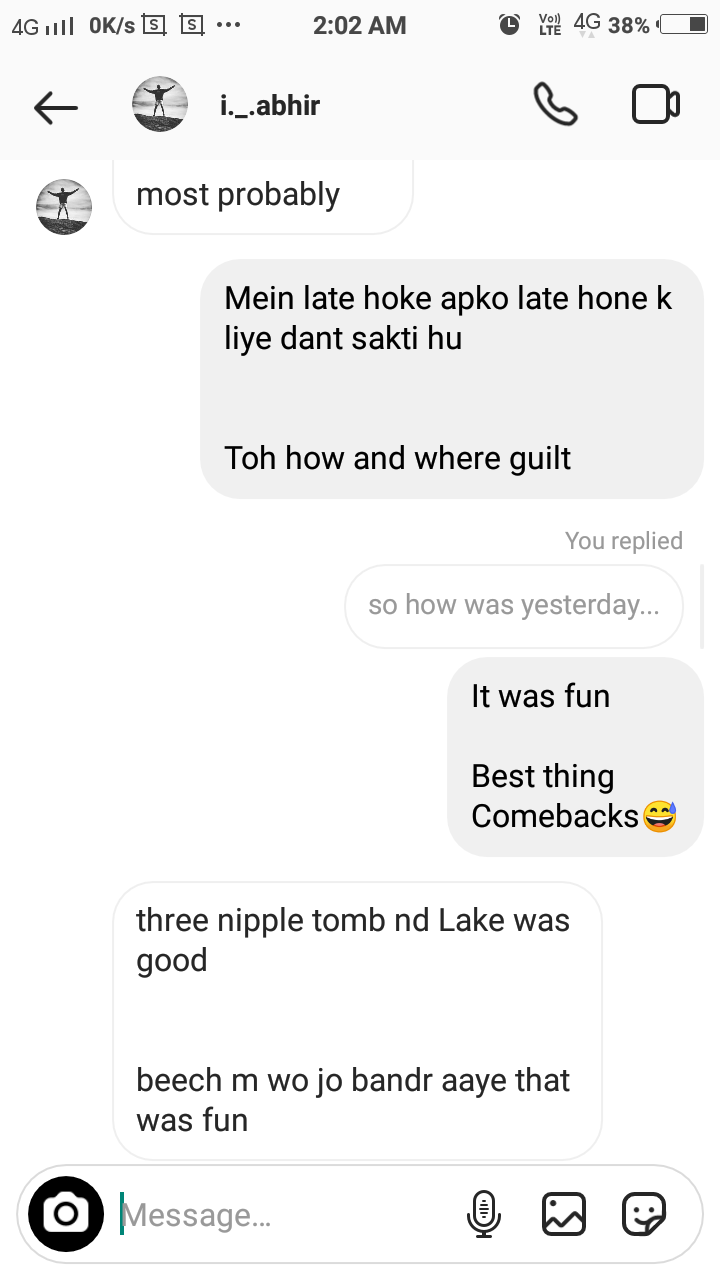 4G 0K/s S S ... 2:02 AM Vo)) LTE 4G 38%
i._.abhir
most probably
Mein late hoke apko late hone k
liye dant sakti hu
Toh how and where guilt
You replied
so how was yesterday...
It was fun
Best thing
Comebacks😅
three nipple tomb nd Lake was
good
beech m wo jo bandr aaye that
was fun
Message...